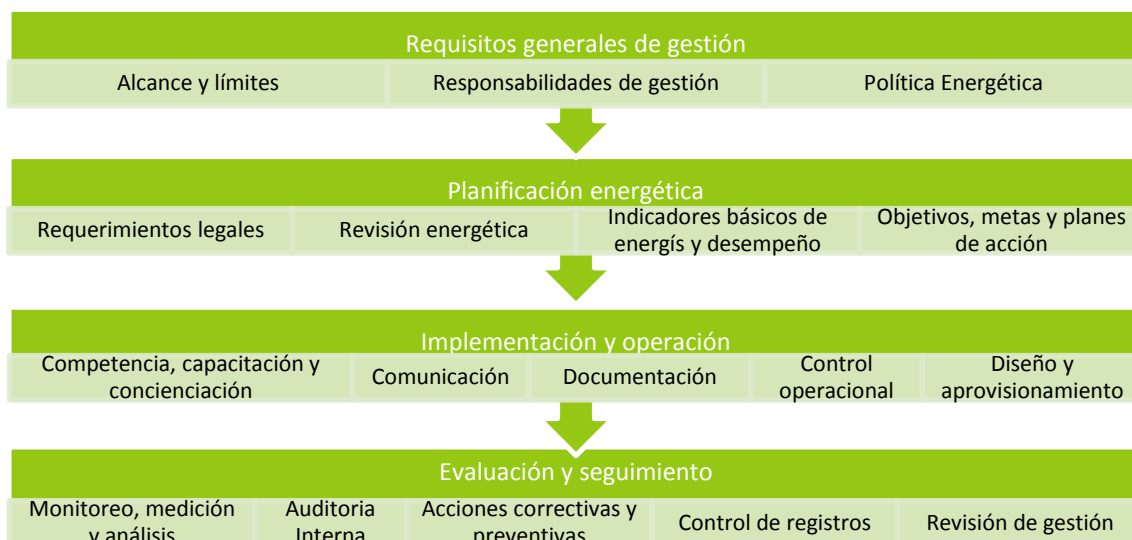 Requisitos generales de gestión
Alcance y límites
Responsabilidades de gestión
Política Energética
Planificación energética
Requerimientos legales
Revisión energética
Indicadores básicos de
energís y desempeño
Objetivos, metas y planes
de acción
Implementación y operación
Competencia, capacitación y
concienciación
Comunicación
Documentación
Control
operacional
Diseño y
aprovisionamiento
Evaluación y seguimiento
Monitoreo, medición
y análisis
Auditoria
Interna
Acciones correctivas y
preventivas
Control de registros
Revisión de gestión